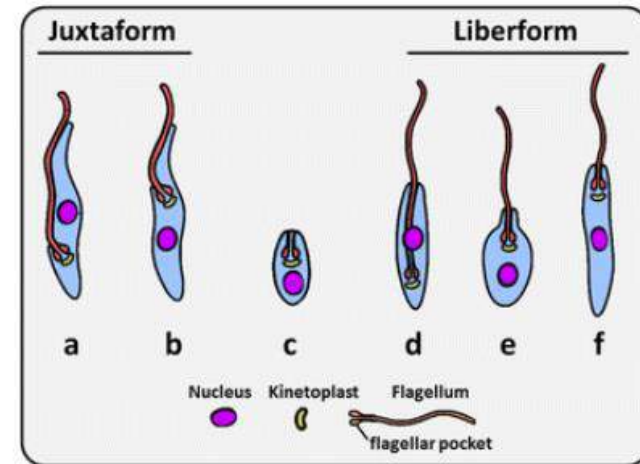 Juxtaform Liberform
a b c d e f
Nucleus Kinetoplast Flagellum
flagellar pocket